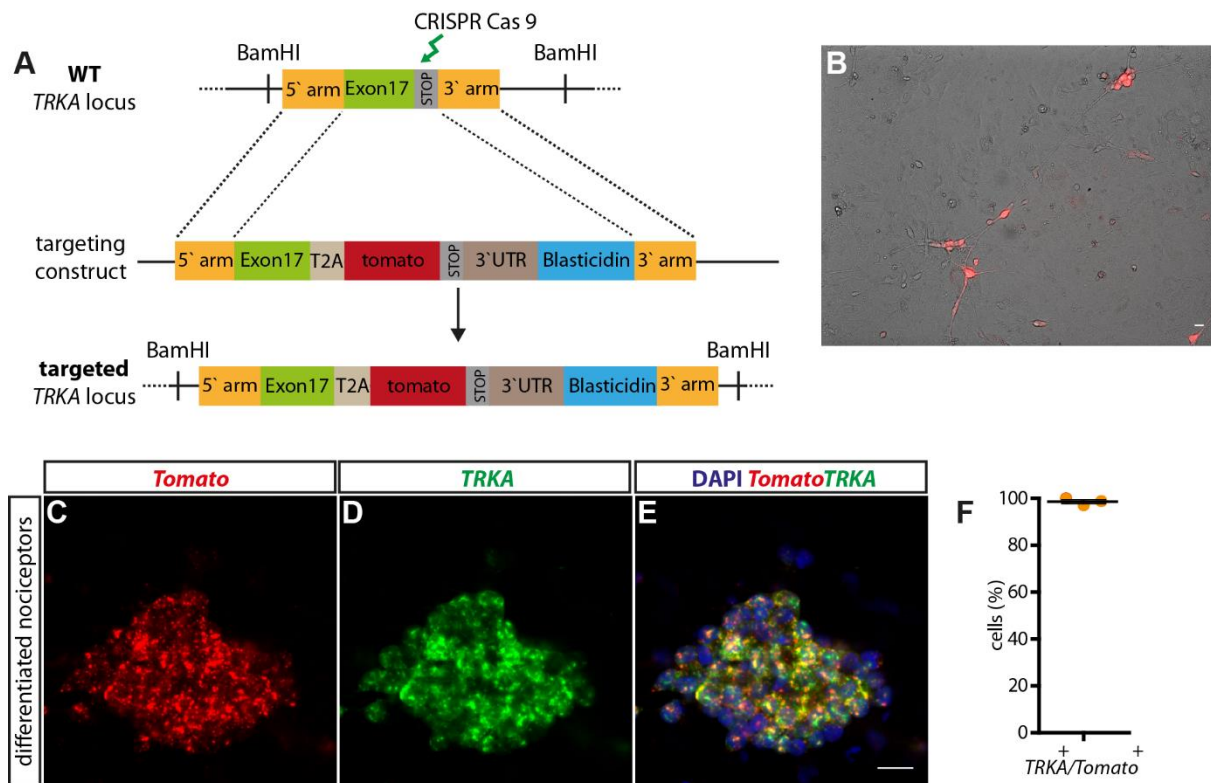 A
CRISPR Cas 9
BamHI
BamHI
WT
TRKA locus
5` arm Exon17 STOP 3` arm
targeting
construct
5` arm Exon17 T2A tomato STOP 3`UTR Blasticidin 3` arm
BamHI
BamHI
targeted
TRKA locus
5` arm Exon17 T2A tomato STOP 3`UTR Blasticidin 3` arm
B
differentiated nociceptors
Tomato
TRKA
DAPI TomatoTRKA
C
D
E
F
cells (%)
100
80
60
40
20
0
+ +
TRKA/Tomato